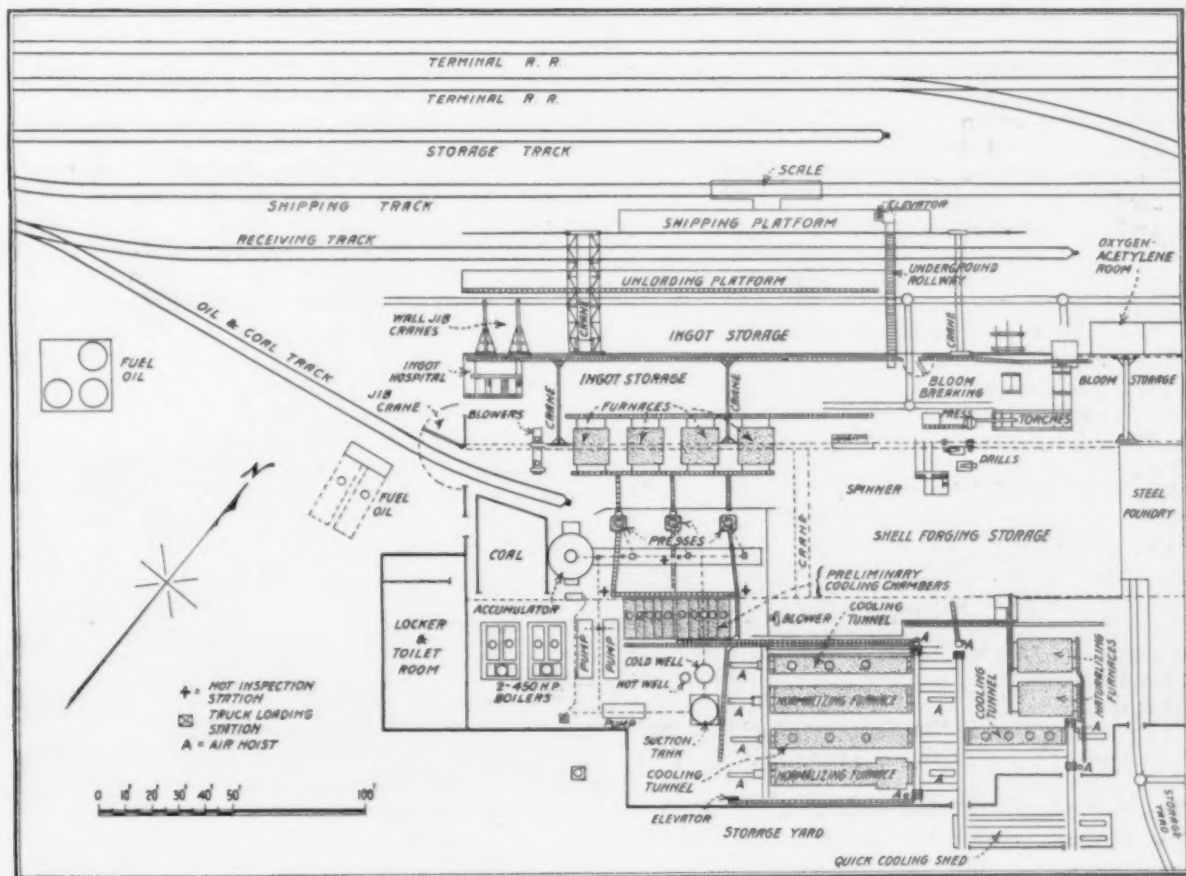 TERMINAL R. R.
TERMINAL R. R.
STORAGE TRACK
SCALE
SHIPPING TRACK
ELEVATOR
SHIPPING PLATFORM
RECEIVING TRACK
OXYGEN-
ACETYLENE
ROOM
UNDERGROUND
ROLLWAY
UNLOADING PLATFORM
OIL & COAL TRACK
WALL JIB
CRANES
CRANE
INGOT STORAGE
CRANE
FUEL
OIL
INGOT
HOSPITAL
INGOT STORAGE
BLOOM
BREAKING
BLOOM STORAGE
JIB
CRANE
BLOWERS
CRANE
FURNACES
CRANE
PRESS
TORCHES
DRILLS
N
FUEL
OIL
SPINNER
STEEL
FOUNDRY
PRESSES
SHELL FORGING STORAGE
COAL
CRANE
PRELIMINARY
COOLING CHAMBERS
ACCUMULATOR
BLOWER
COOLING
TUNNEL
LOCKER
&
TOILET
ROOM
PUMP
PUMP
COLD WELL
HOT WELL
2-450 H.P.
BOILERS
PUMP
SUCTION
TANK
A
A
A
A
A
A
NORMALIZING FURNACE
A
A
COOLING
TUNNEL
NATURALIZING
FURNACES
A
A
COOLING
TUNNEL
NORMALIZING FURNACE
A
A
ELEVATOR
STORAGE YARD
STORAGE
YARD
QUICK COOLING SHED
= HOT INSPECTION
STATION
TRUCK LOADING
STATION
A = AIR HOIST
0' 10' 20' 30' 40' 50' 100'